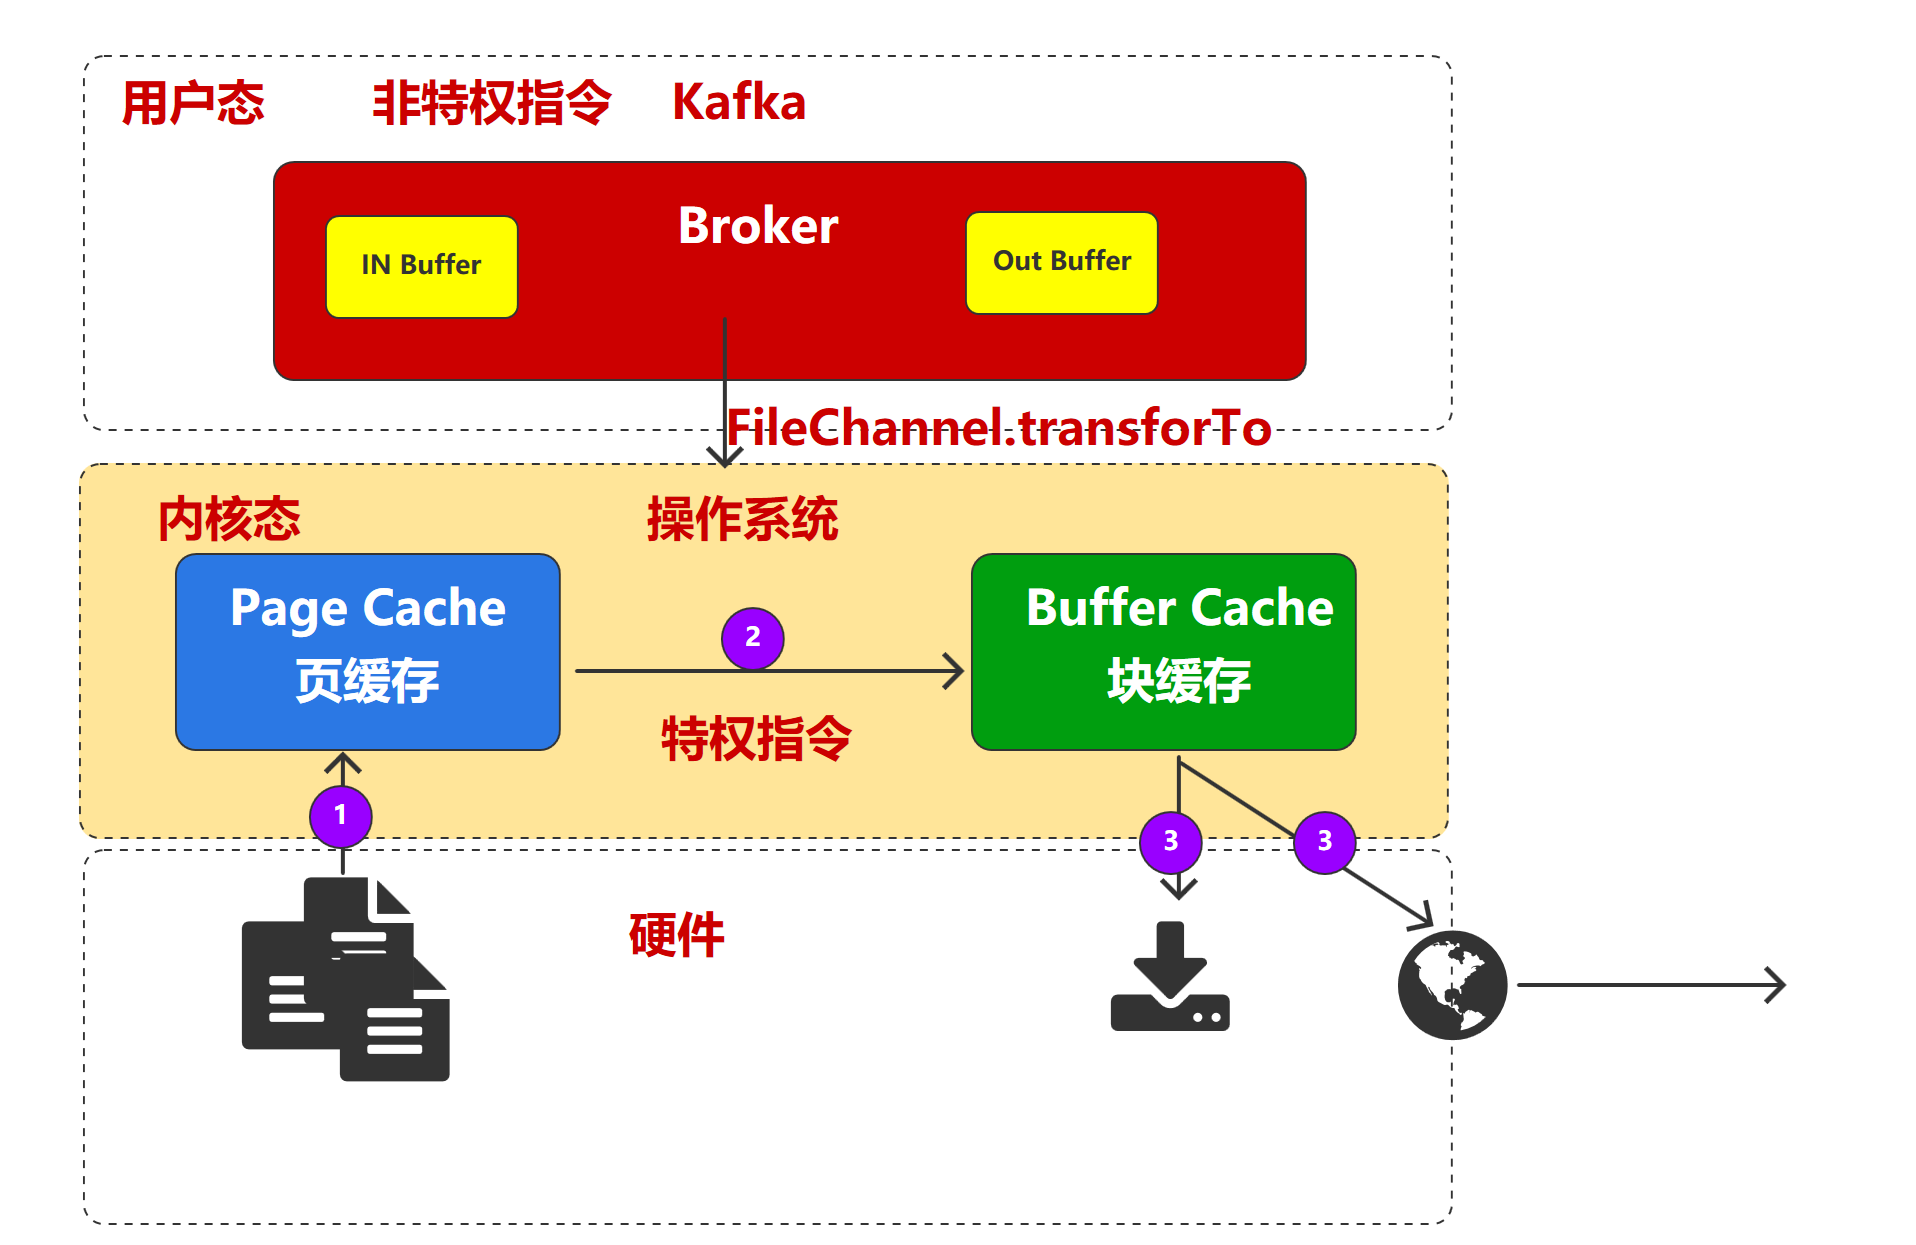 用户态 非特权指令 Kafka
Broker
IN Buffer
Out Buffer
FileChannel.transforTo
内核态 操作系统
Page Cache
页缓存
2
Buffer Cache
块缓存
特权指令
1
3
3
硬件